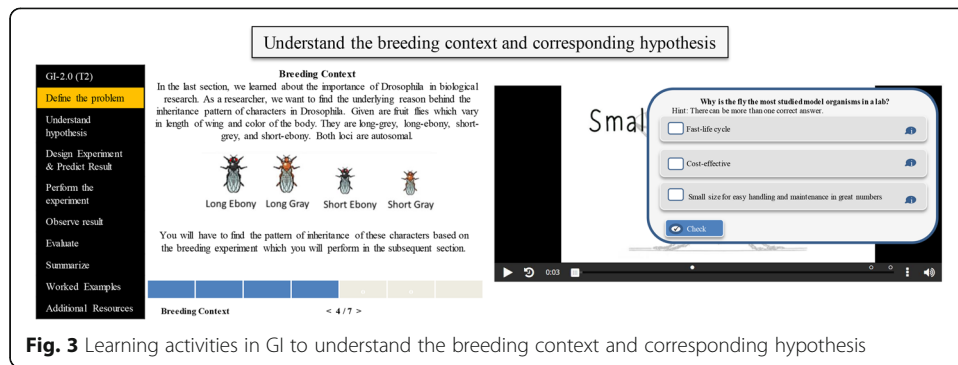 Understand the breeding context and corresponding hypothesis
GI-2.0 (T2)
Define the problem
Understand
hypothesis
Design Experiment
& Predict Result
Perform the
experiment
Observe result
Evaluate
Summarize
Worked Examples
Additional Resources
Breeding Context
In the last section, we learned about the importance of Drosophila in biological
research. As a researcher, we want to find the underlying reason behind the
inheritance pattern of characters in Drosophila. Given are fruit flies which vary
in length of wing and color of the body. They are long-grey, long-ebony, short-
grey, and short-ebony. Both loci are autosomal.
Long Ebony Long Gray Short Ebony Short Gray
You will have to find the pattern of inheritance of these characters based on
the breeding experiment which you will perform in the subsequent section.
Breeding Context < 4 / 7 >
Smal
Why is the fly the most studied model organisms in a lab?
Hint: There can be more than one correct answer.
Fast-life cycle
Cost-effective
Small size for easy handling and maintenance in great numbers
Check
0:03
Fig. 3 Learning activities in GI to understand the breeding context and corresponding hypothesis